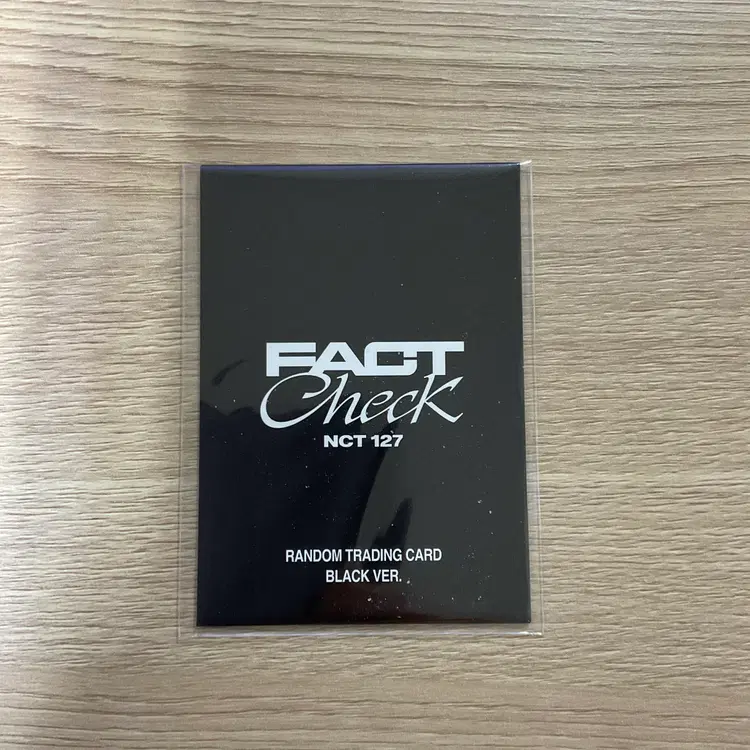 FACT
Check
NCT 127
RANDOM TRADING CARD
BLACK VER.